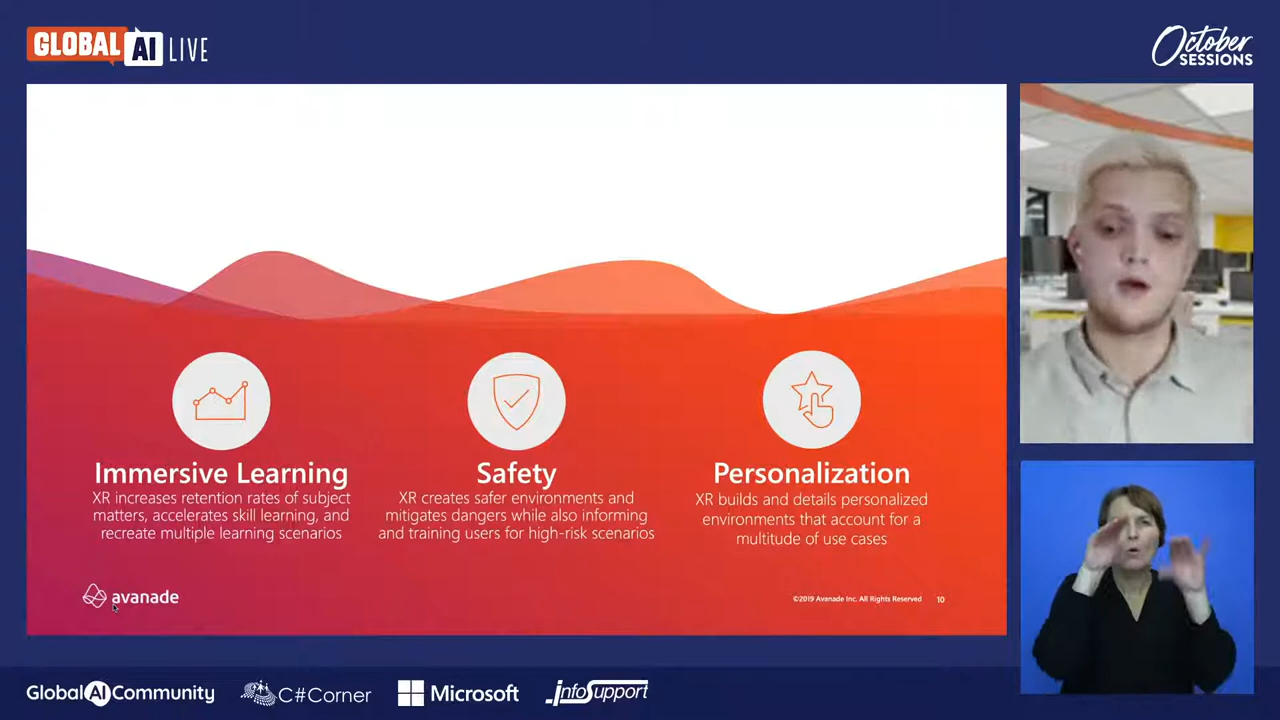 GLOBAL AI LIVE
October
SESSIONS
Immersive Learning
XR increases retention rates of subject
matters, accelerates skill learning, and
recreate multiple learning scenarios
Safety
XR creates safer environments and
mitigates dangers while also informing
and training users for high-risk scenarios
Personalization
XR builds and details personalized
environments that account for a
multitude of use cases
avanade
©2019 Avanade Inc. All Rights Reserved
10
Global AI Community
C#Corner
Microsoft
infoSupport